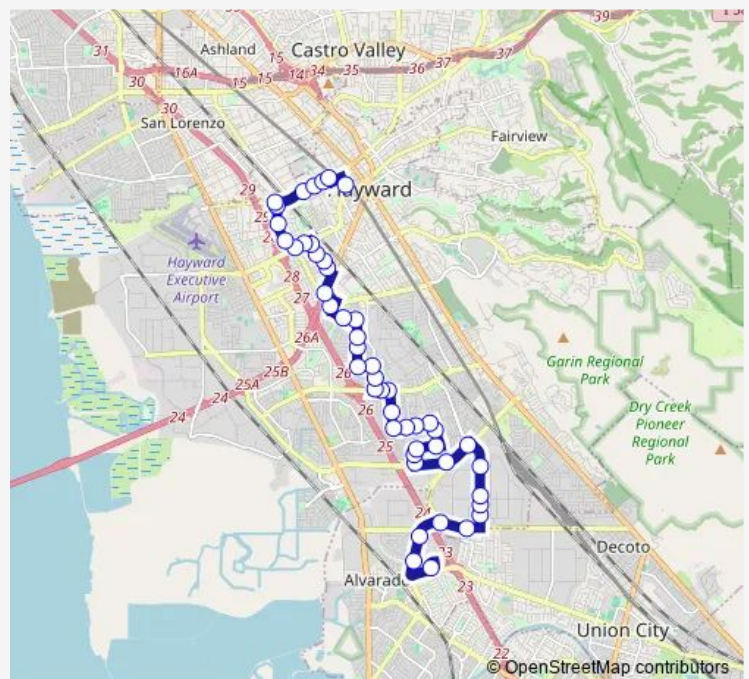 39
31
Ashland
Castro Valley
15
34
37
37
30
16A
15
15
14
35
36
30
San Lorenzo
Fairview
29
Hayward
Hayward
Executive
Airport
28
27
26A
Garin Regional
Park
25B
25A
24
24
26
Dry Creek
Pioneer
Regional
Park
25
24
23
Decoto
Alvarado
23
Union City
22
© OpenStreetMap contributors